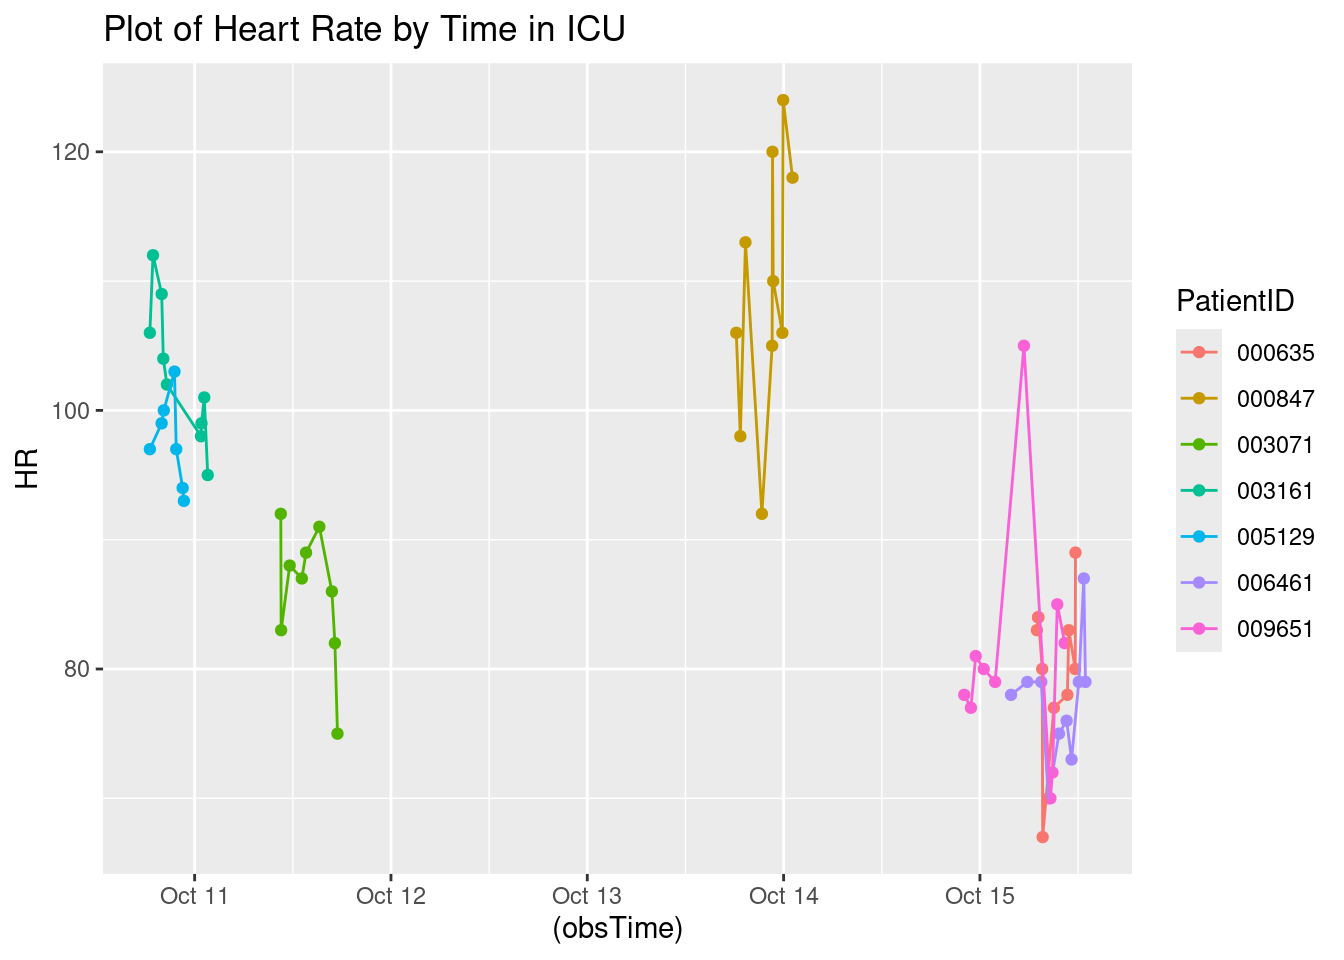 Plot of Heart Rate by Time in ICU
HR
120
100
80
Oct 11 Oct 12 Oct 13 Oct 14 Oct 15
(obsTime)
PatientID
000635
000847
003071
003161
005129
006461
009651